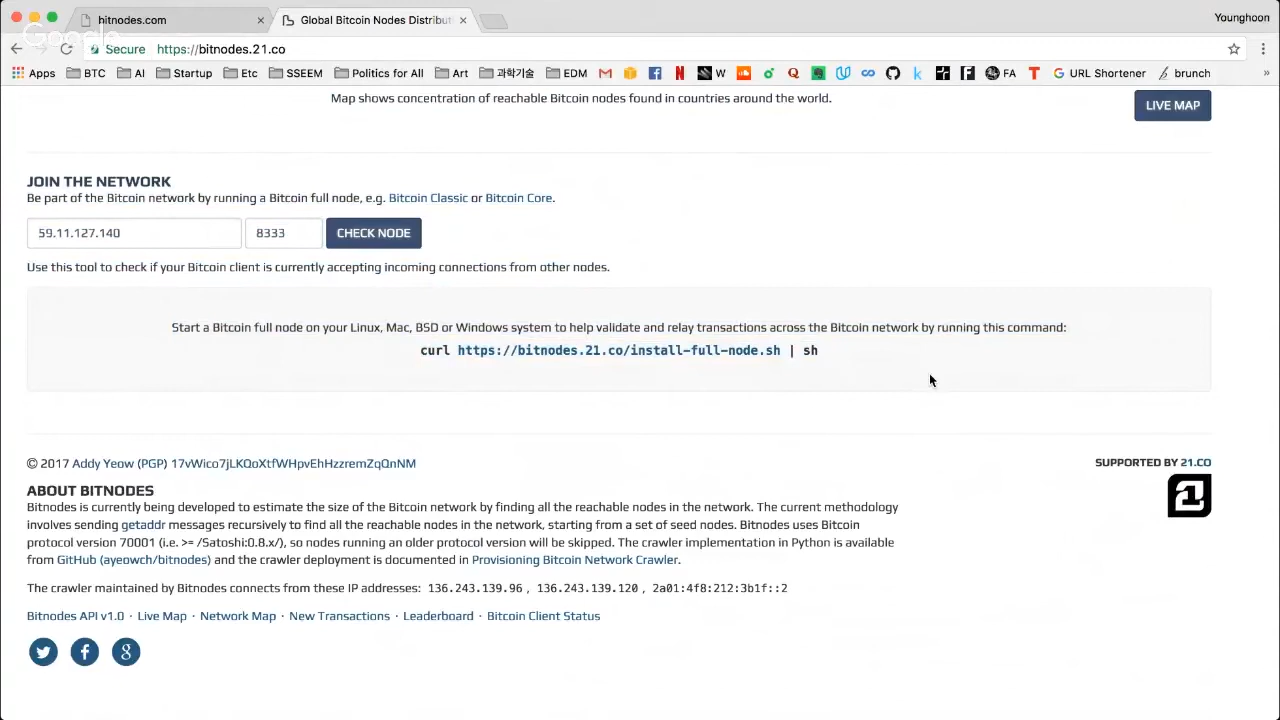 bitnodes.com
Global Bitcoin Nodes Distribut
Younghoon
Google
Secure
https://bitnodes.21.co
Apps
BTC
AI
Startup
Etc
SSEEM
Politics for All
Art
과학기술
EDM
W
FA
URL Shortener
brunch
»
Map shows concentration of reachable Bitcoin nodes found in countries around the world.
LIVE MAP
JOIN THE NETWORK
Be part of the Bitcoin network by running a Bitcoin full node, e.g. Bitcoin Classic or Bitcoin Core.
59.11.127.140
8333
CHECK NODE
Use this tool to check if your Bitcoin client is currently accepting incoming connections from other nodes.
Start a Bitcoin full node on your Linux, Mac, BSD or Windows system to help validate and relay transactions across the Bitcoin network by running this command:
curl https://bitnodes.21.co/install-full-node.sh | sh
© 2017 Addy Yeow (PGP) 17vWico7jLKQoXtfWHpvEhHzzremZqQnNM
SUPPORTED BY 21.CO
ABOUT BITNODES
Bitnodes is currently being developed to estimate the size of the Bitcoin network by finding all the reachable nodes in the network. The current methodology
involves sending getaddr messages recursively to find all the reachable nodes in the network, starting from a set of seed nodes. Bitnodes uses Bitcoin
protocol version 70001 (i.e. >= /Satoshi:0.8.x/), so nodes running an older protocol version will be skipped. The crawler implementation in Python is available
from GitHub (ayeowch/bitnodes) and the crawler deployment is documented in Provisioning Bitcoin Network Crawler.
The crawler maintained by Bitnodes connects from these IP addresses: 136.243.139.96 , 136.243.139.120 , 2a01:4f8:212:3b1f::2
Bitnodes API v1.0 · Live Map · Network Map · New Transactions · Leaderboard · Bitcoin Client Status